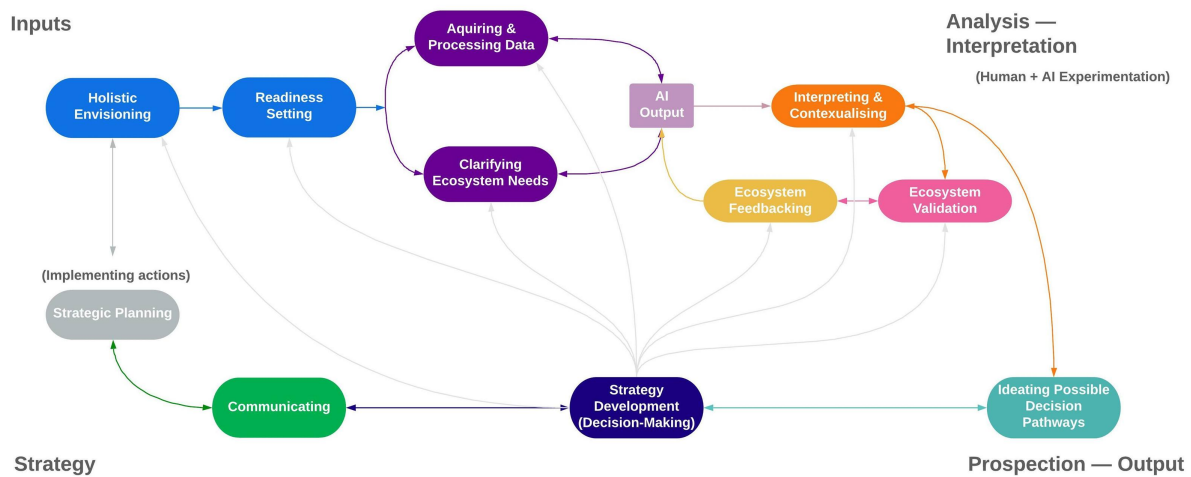 Inputs
Analysis —
Interpretation
(Human + AI Experimentation)
Aquiring &
Processing Data
Holistic
Envisioning
Readiness
Setting
AI
Output
Interpreting &
Contexualising
Clarifying
Ecosystem Needs
Ecosystem
Feedbacking
Ecosystem
Validation
(Implementing actions)
Strategic Planning
Communicating
Strategy
Development
(Decision-Making)
Ideating Possible
Decision
Pathways
Strategy
Prospection — Output